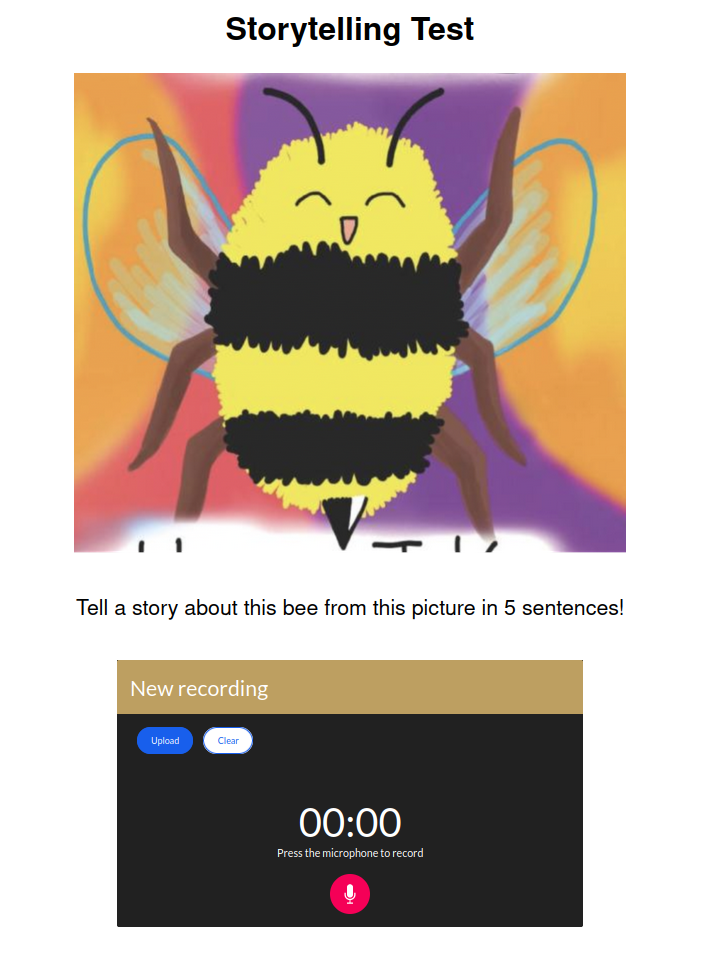 Storytelling Test
Tell a story about this bee from this picture in 5 sentences!
New recording
Upload
Clear
00:00
Press the microphone to record